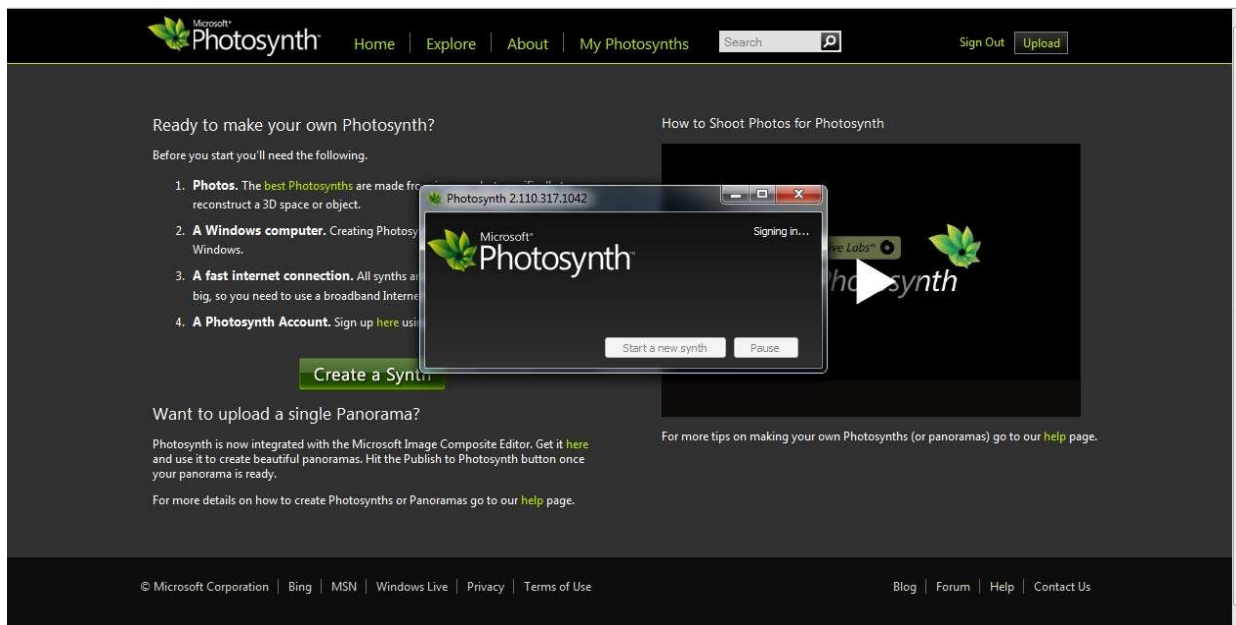 Microsoft®
Photosynth™
Home | Explore | About | My Photosynths
Search
Sign Out Upload
Ready to make your own Photosynth?
Before you start you'll need the following.
1. Photos. The best Photosynths are made
reconstruct a 3D space or object.
2. A Windows computer. Creating
Windows.
3. A fast internet connection. All synths
big, so you need to use a broadband
4. A Photosynth Account. Sign up here
Create a Synth
Want to upload a single Panorama?
Photosynth is now integrated with the Microsoft Image Composite Editor. Get it here
and use it to create beautiful panoramas. Hit the Publish to Photosynth button once
your panorama is ready.
For more details on how to create Photosynths or Panoramas go to our help page.
How to Shoot Photos for Photosynth
Labs™
For more tips on making your own Photosynths (or panoramas) go to our help page.
Photosynth 2.110.317.1042
Signing in...
Microsoft®
Photosynth™
Start a new synth
Pause
© Microsoft Corporation | Bing | MSN | Windows Live | Privacy | Terms of Use
Blog | Forum | Help | Contact Us